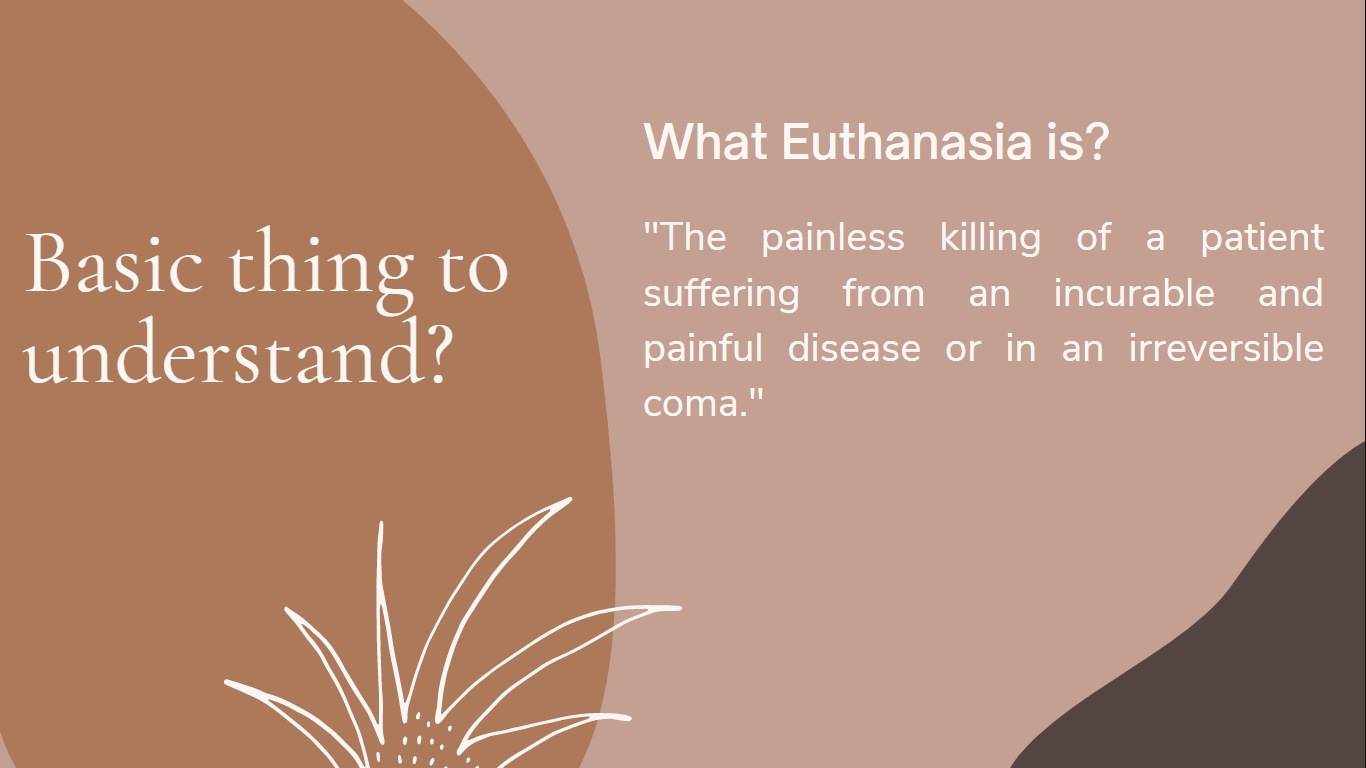 Basic thing to
understand?
What Euthanasia is?
"The painless killing of a patient
suffering from an incurable and
painful disease or in an irreversible
coma."